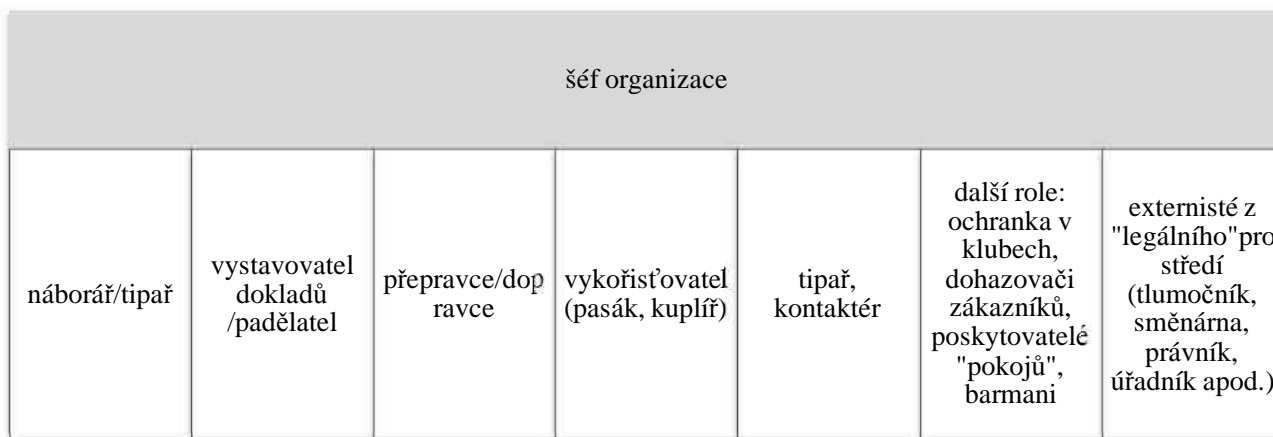 šéf organizace
náborář/tipař
vystavovatel
dokladů
/padělatel
přepravce/dop
ravce
vykořisťovatel
(pasák, kuplíř)
tipař,
kontaktér
další role:
ochranka v
klubech,
dohazovači
zákazníků,
poskytovatelé
"pokojů",
barmani
externisté z
"legálního"pro
středí
(tlumočník,
směnárna,
právník,
úřadník apod.)